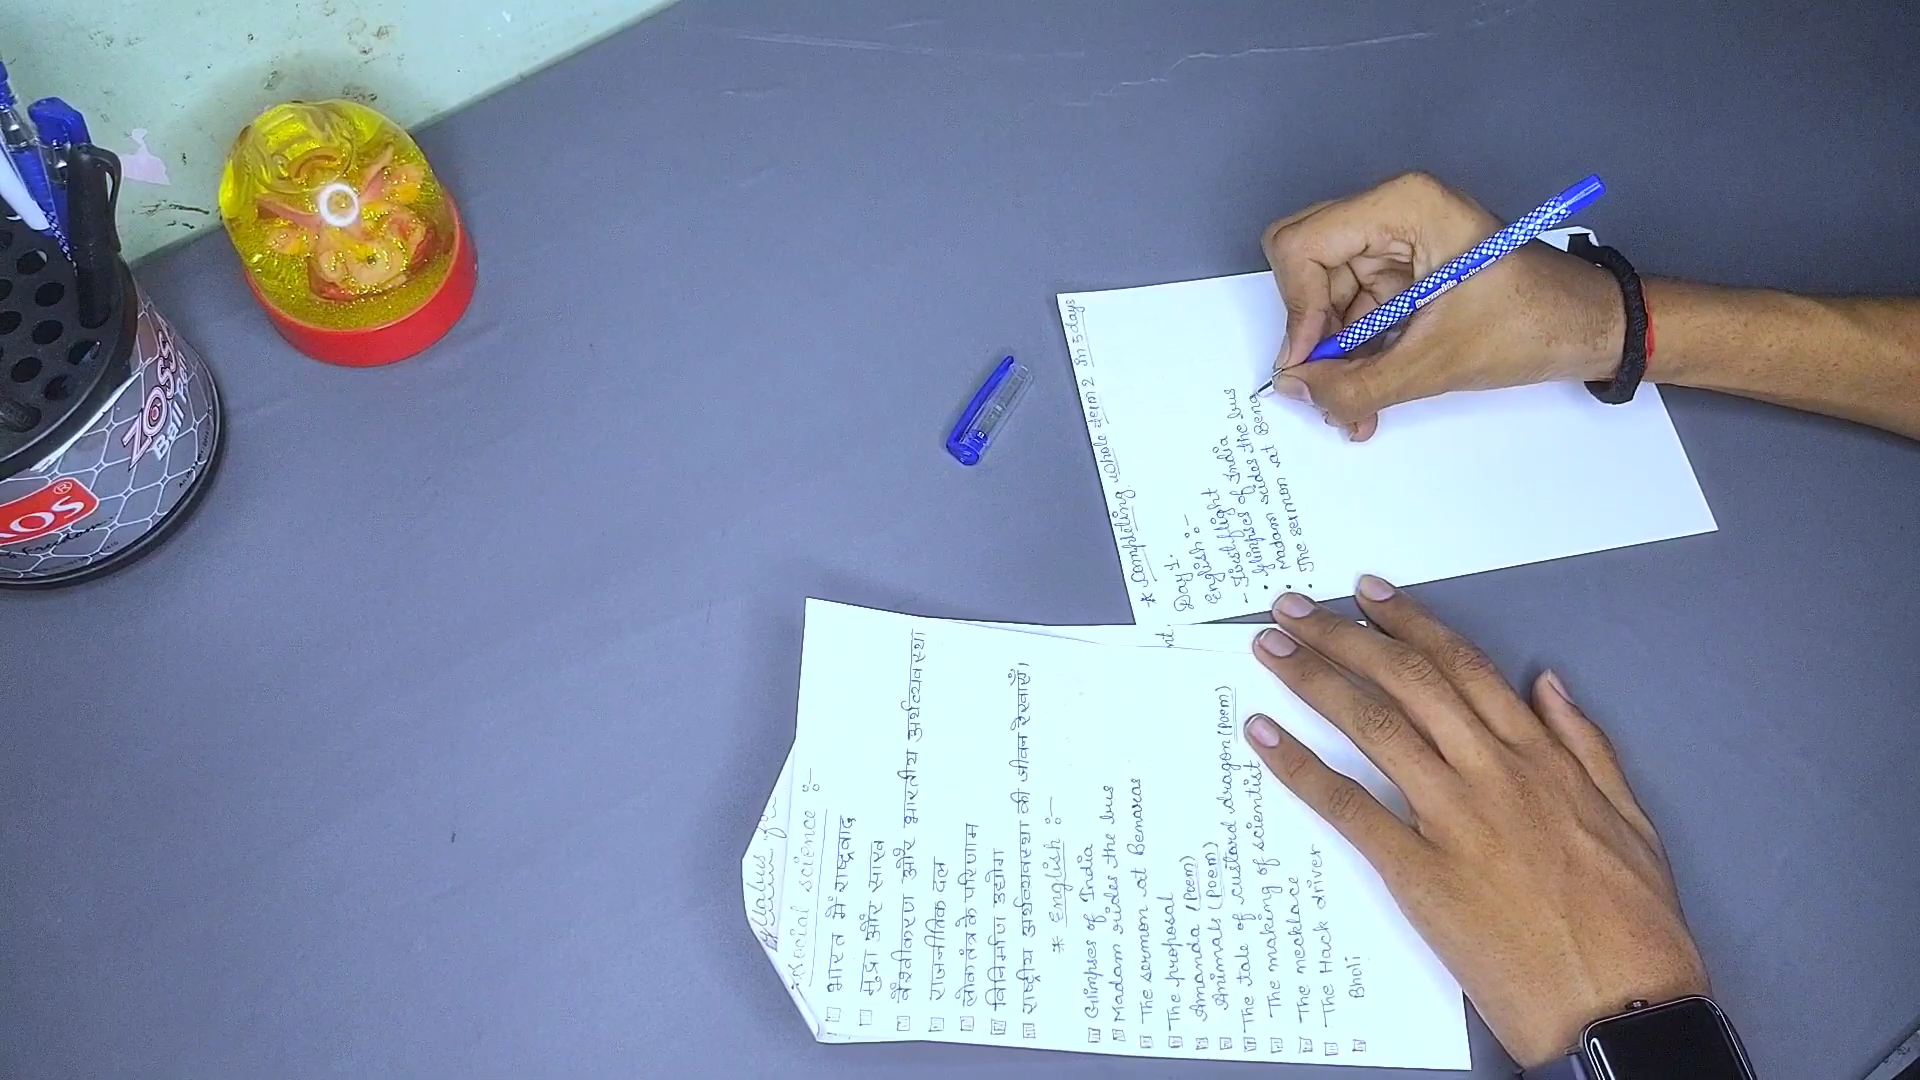 * Completing whole term 2 in 5 days
Day 1.
English:-
- First flight
• Glimpses of India
• Madam rides the bus
• The sermon at Bena
*Social science :-
भारत में राष्ट्रवाद
मुद्रा और साख
वैश्वीकरण और भारतीय अर्थव्यवस्था
राजनीतिक दल
लोकतंत्र के परिणाम
विनिर्माण उद्योग
राष्ट्रीय अर्थव्यवस्था की जीवन रेखाएँ।
* English :-
Glimpses of India
Madam rides the bus
The sermon at Benaras
The proposal
Amanda (Poem)
Animals (Poem)
The tale of custard dragon (Poem)
The making of scientist
The necklace
The Hack driver
Bholi
Reynolds
ZOSS
Ball Pen